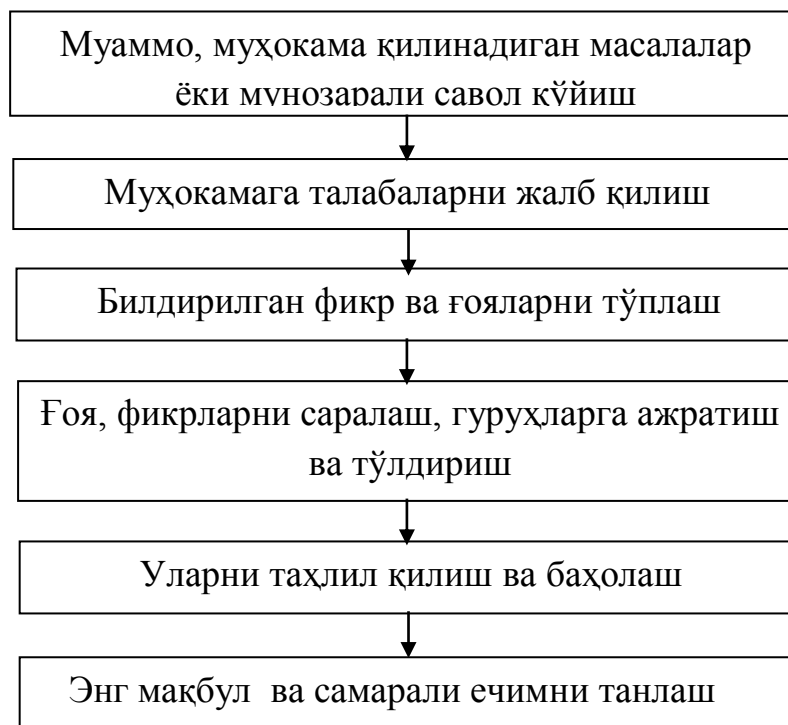 Муаммо, муҳокама қилинадиган масалалар
ёки мунозарали савол қўйиш
Муҳокамага талабаларни жалб қилиш
Билдирилган фикр ва ғояларни тўплаш
Ғоя, фикрларни саралаш, гуруҳларга ажратиш
ва тўлдириш
Уларни таҳлил қилиш ва баҳолаш
Энг мақбул ва самарали ечимни танлаш